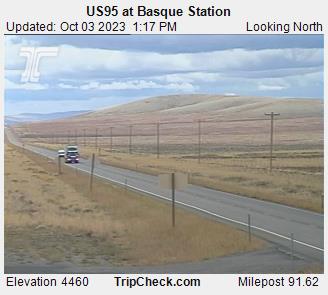 US95 at Basque Station
Updated: Oct 03 2023 1:17 PM Looking North
Elevation 4460 TripCheck.com Milepost 91.62